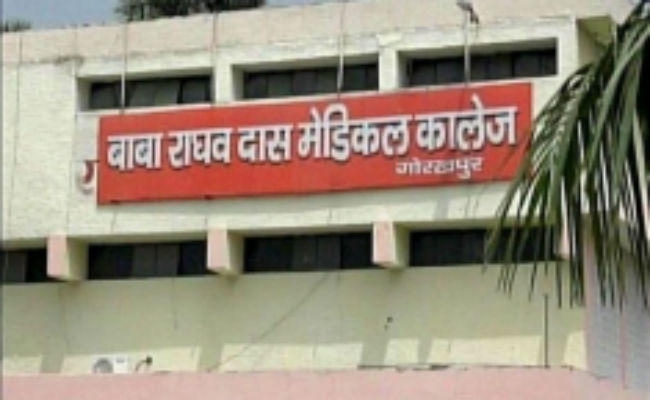 बाबा राघव दास मेडिकल कालेज
गोरखपुर